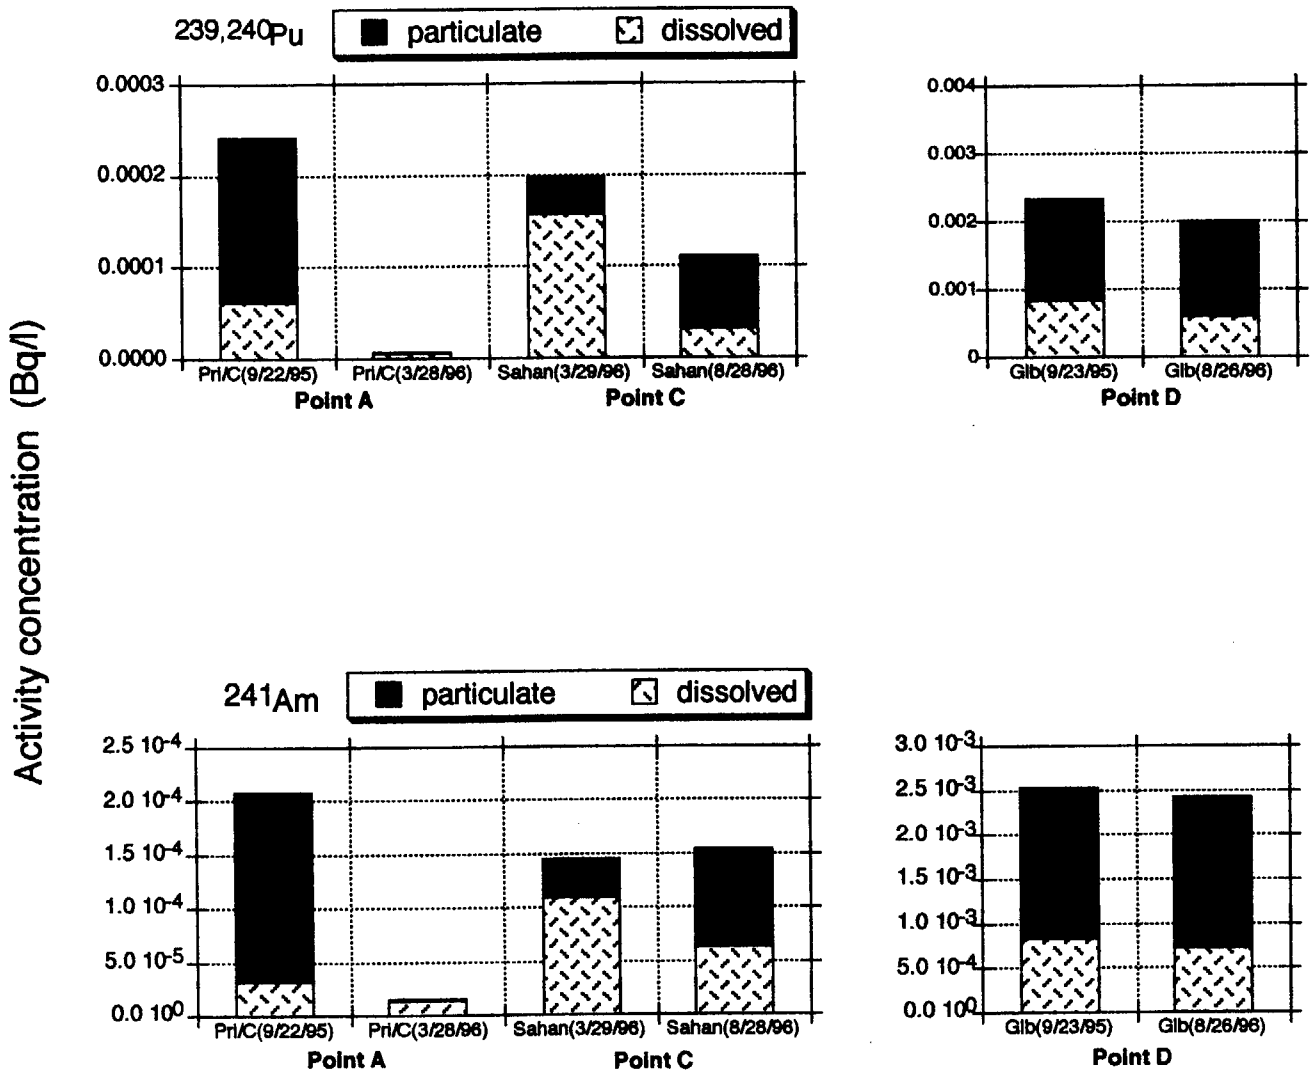 239,240Pu particulate dissolved
0.0003
0.0002
0.0001
0.0000
Pri/C(9/22/95) Pri/C(3/28/96) Sahan(3/29/96) Sahan(8/28/96)
Point A Point C
0.004
0.003
0.002
0.001
0
Glb(9/23/95) Glb(8/26/96)
Point D
Activity concentration (Bq/l)
241Am particulate dissolved
2.5 10-4
2.0 10-4
1.5 10-4
1.0 10-4
5.0 10-5
0.0 100
Pri/C(9/22/95) Pri/C(3/28/96) Sahan(3/29/96) Sahan(8/28/96)
Point A Point C
3.0 10-3
2.5 10-3
2.0 10-3
1.5 10-3
1.0 10-3
5.0 10-4
0.0 100
Glb(9/23/95) Glb(8/26/96)
Point D